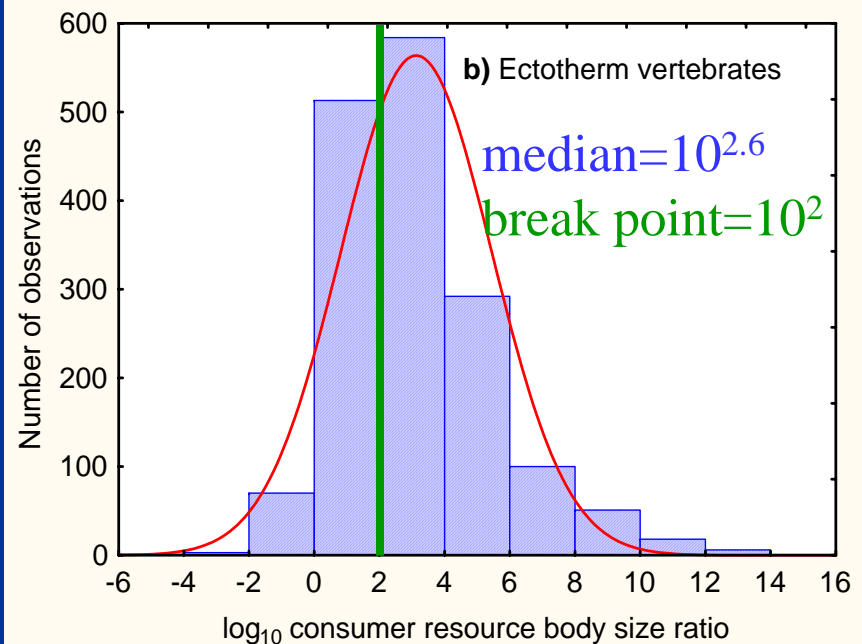 b) Ectotherm vertebrates
median=10^2.6
break point=10^2
Number of observations
600
500
400
300
200
100
0
-6 -4 -2 0 2 4 6 8 10 12 14 16
log₁₀ consumer resource body size ratio